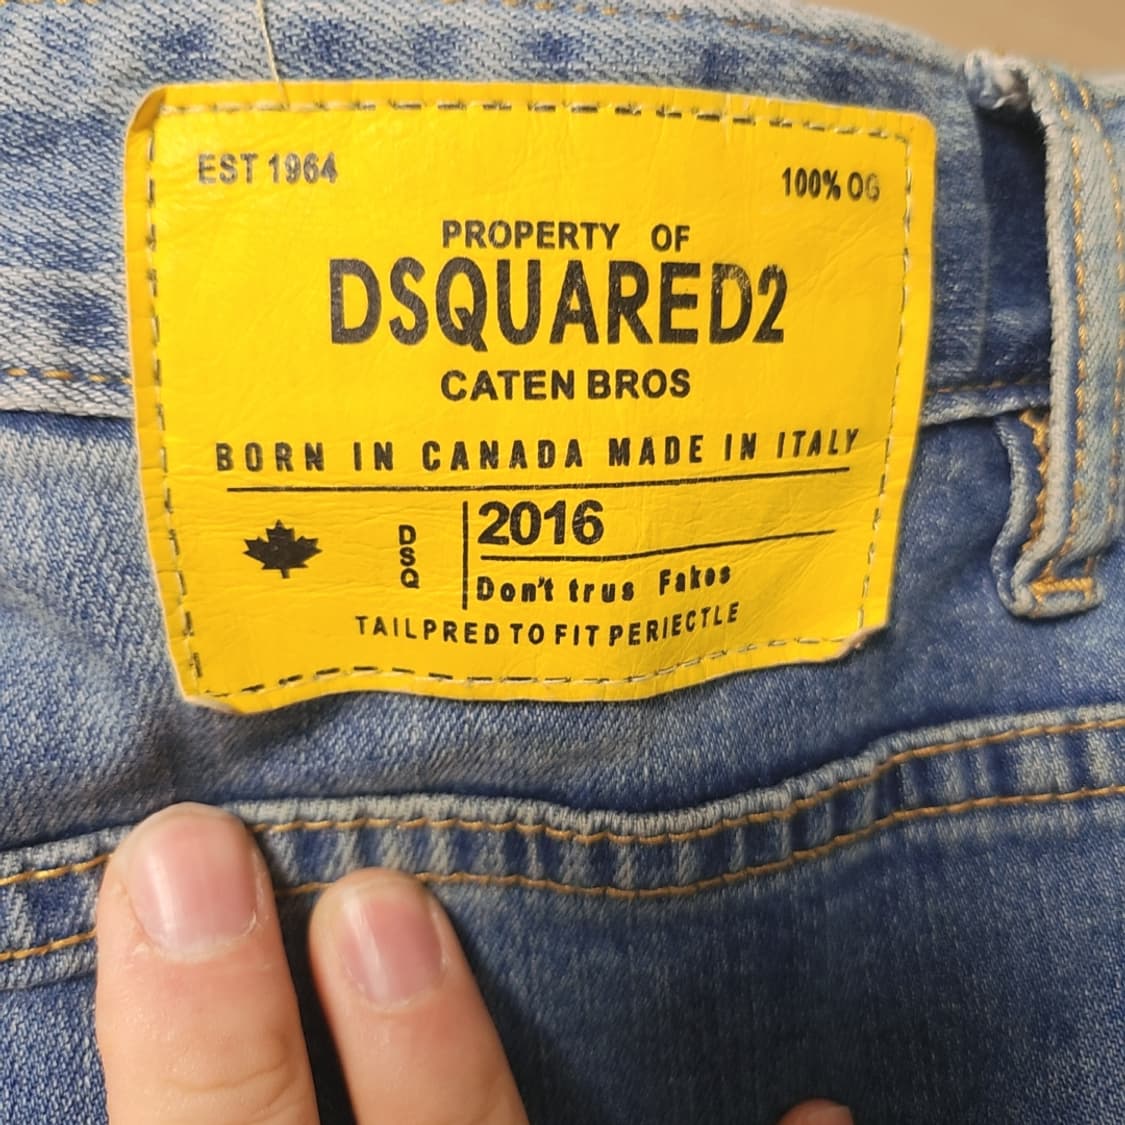 EST 1964
100% OG
PROPERTY OF
DSQUARED2
CATEN BROS
BORN IN CANADA MADE IN ITALY
DSQ
2016
Don't trus Fakes
TAILPRED TO FIT PERIECTLE